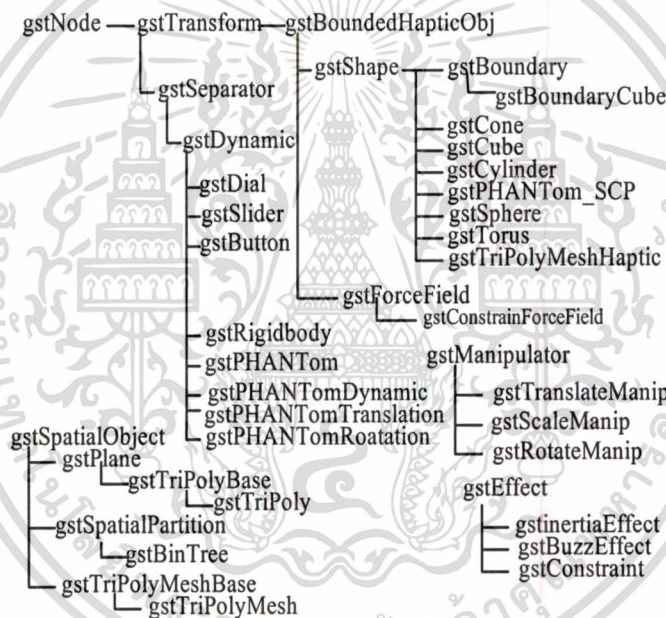 gstNode gstTransform gstBoundedHapticObj
gstSeparator
gstDynamic
gstDial
gstSlider
gstButton
gstRigidbody
gstPHANTom
gstPHANTomDynamic
gstPHANTomTranslation
gstPHANTomRoatation
gstShape gstBoundary
gstBoundaryCube
gstCone
gstCube
gstCylinder
gstPHANTom_SCP
gstSphere
gstTorus
gstTriPolyMeshHaptic
gstForceField
gstConstrainForceField
gstManipulator
gstTranslateManip
gstScaleManip
gstRotateManip
gstSpatialObject
gstPlane
gstTriPolyBase
gstTriPoly
gstSpatialPartition
gstBinTree
gstTriPolyMeshBase
gstTriPolyMesh
gstEffect
gstinertiaEffect
gstBuzzEffect
gstConstraint